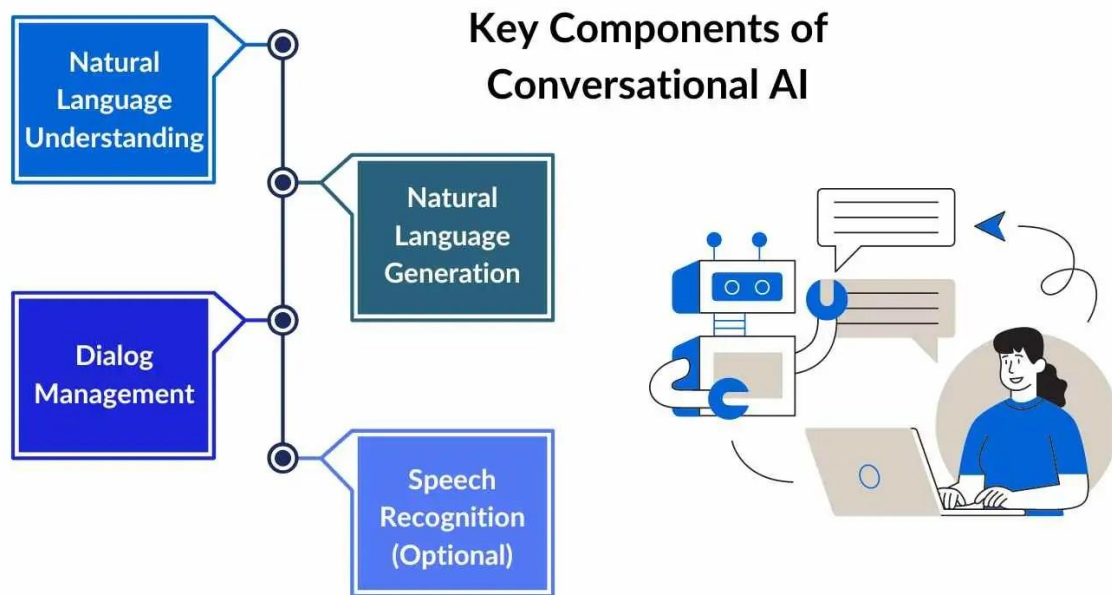 Key Components of
Conversational AI
Natural
Language
Understanding
Natural
Language
Generation
Dialog
Management
Speech
Recognition
(Optional)